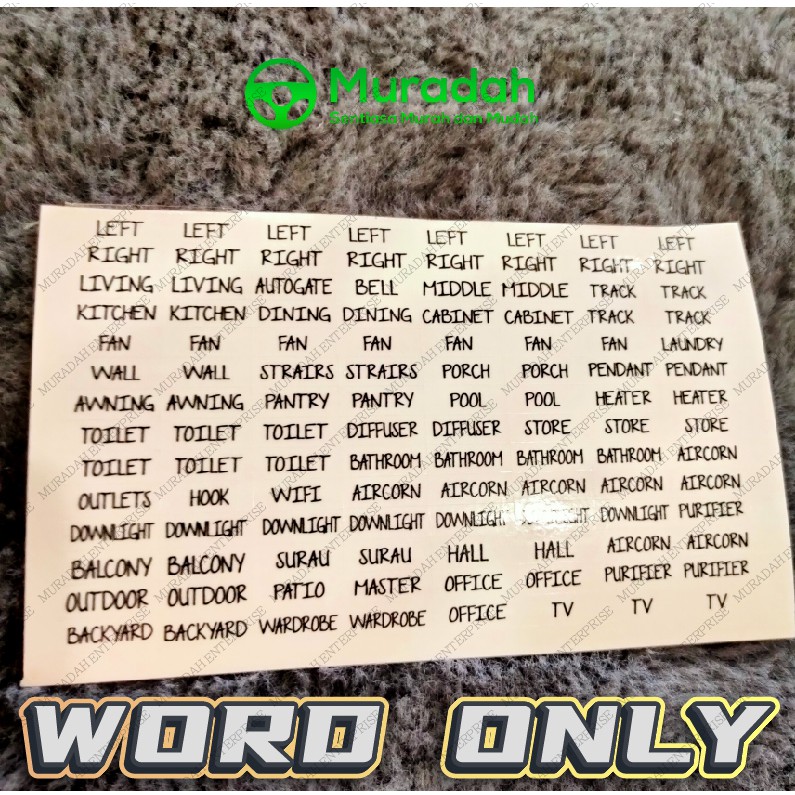 Muradah
Sentiasa Murah dan Mudah
LEFT LEFT LEFT LEFT LEFT LEFT LEFT LEFT
RIGHT RIGHT RIGHT RIGHT RIGHT RIGHT RIGHT RIGHT
LIVING LIVING AUTOGATE BELL MIDDLE MIDDLE TRACK TRACK
KITCHEN KITCHEN DINING DINING CABINET CABINET TRACK TRACK
FAN FAN FAN FAN FAN FAN FAN LAUNDRY
WALL WALL STRAIRS STRAIRS PORCH PORCH PENDANT PENDANT
AWNING AWNING PANTRY PANTRY POOL POOL HEATER HEATER
TOILET TOILET TOILET DIFFUSER DIFFUSER STORE STORE STORE
TOILET TOILET TOILET BATHROOM BATHROOM BATHROOM BATHROOM AIRCORN
OUTLETS HOOK WIFI AIRCORN AIRCORN AIRCORN AIRCORN AIRCORN
DOWNLIGHT DOWNLIGHT DOWNLIGHT DOWNLIGHT DOWNLIGHT DOWNLIGHT PURIFIER
BALCONY BALCONY SURAU SURAU HALL HALL AIRCORN AIRCORN
OUTDOOR OUTDOOR PATIO MASTER OFFICE OFFICE PURIFIER PURIFIER
BACKYARD BACKYARD WARDROBE WARDROBE OFFICE TV TV TV
WORD ONLY